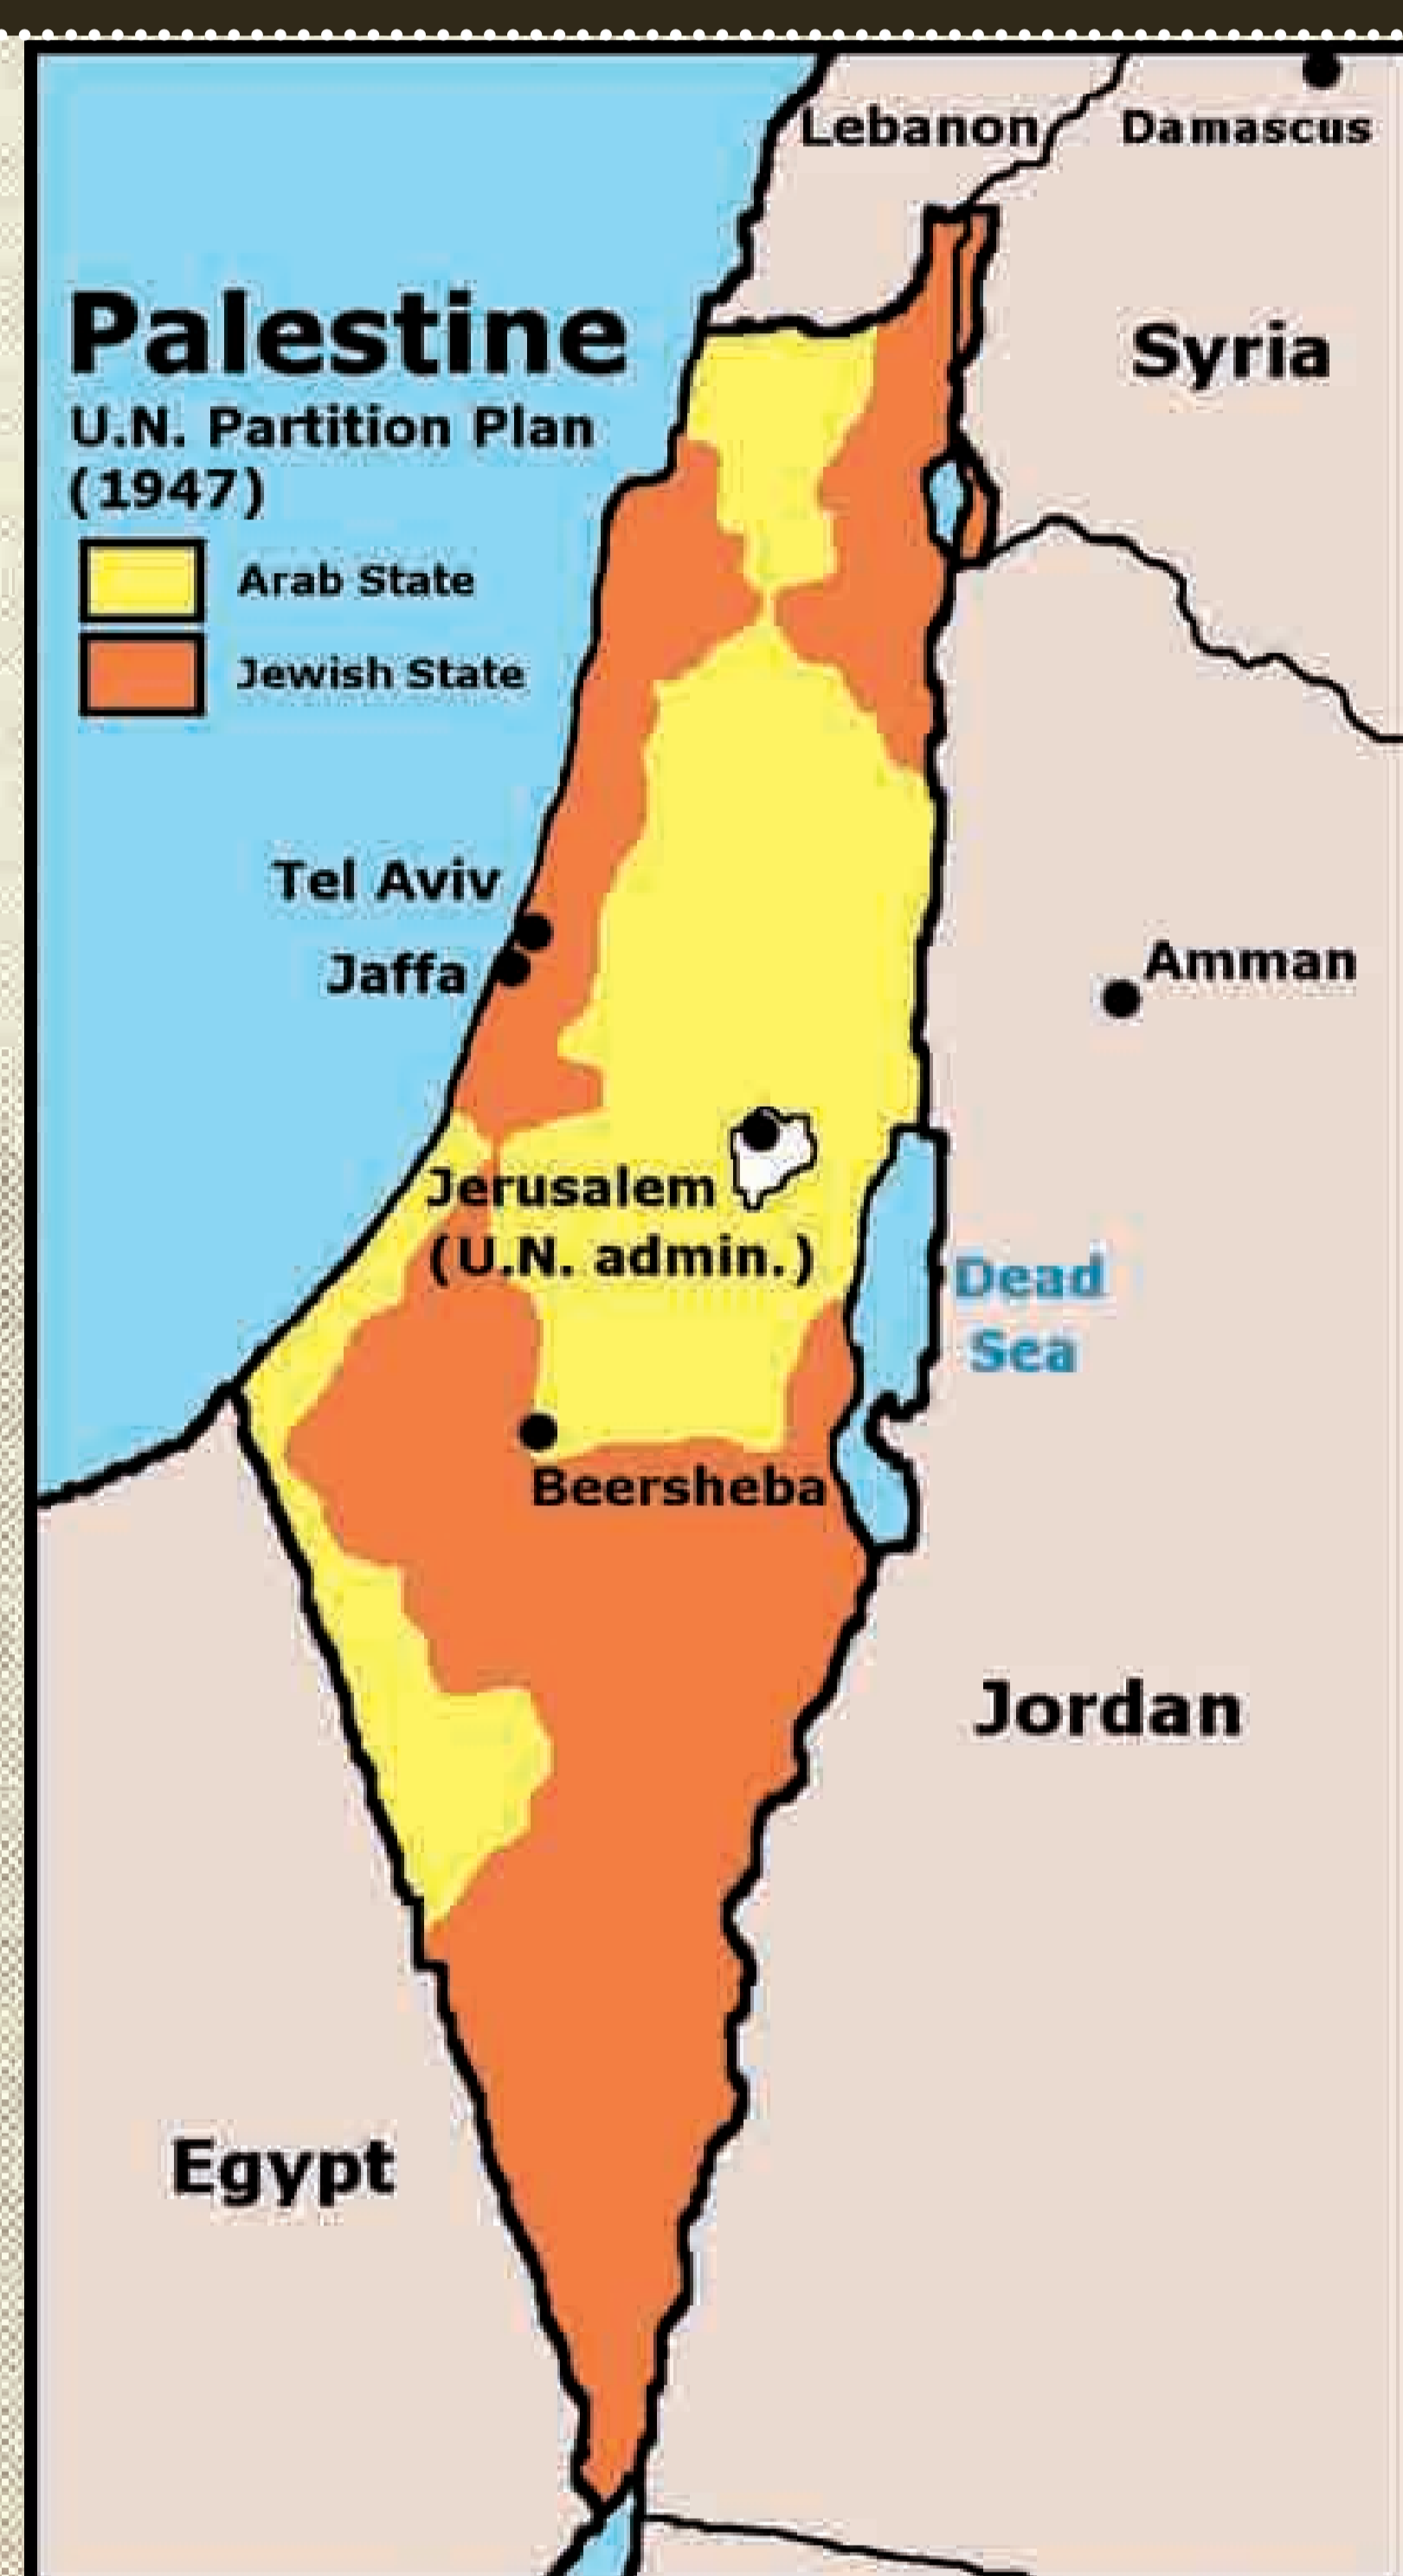 Lebanon
Damascus
Palestine
U.N. Partition Plan
(1947)
Syria
Arab State
Jewish State
Tel Aviv
Jaffa
Amman
Jerusalem
(U.N. admin.)
Dead
Sea
Beersheba
Jordan
Egypt